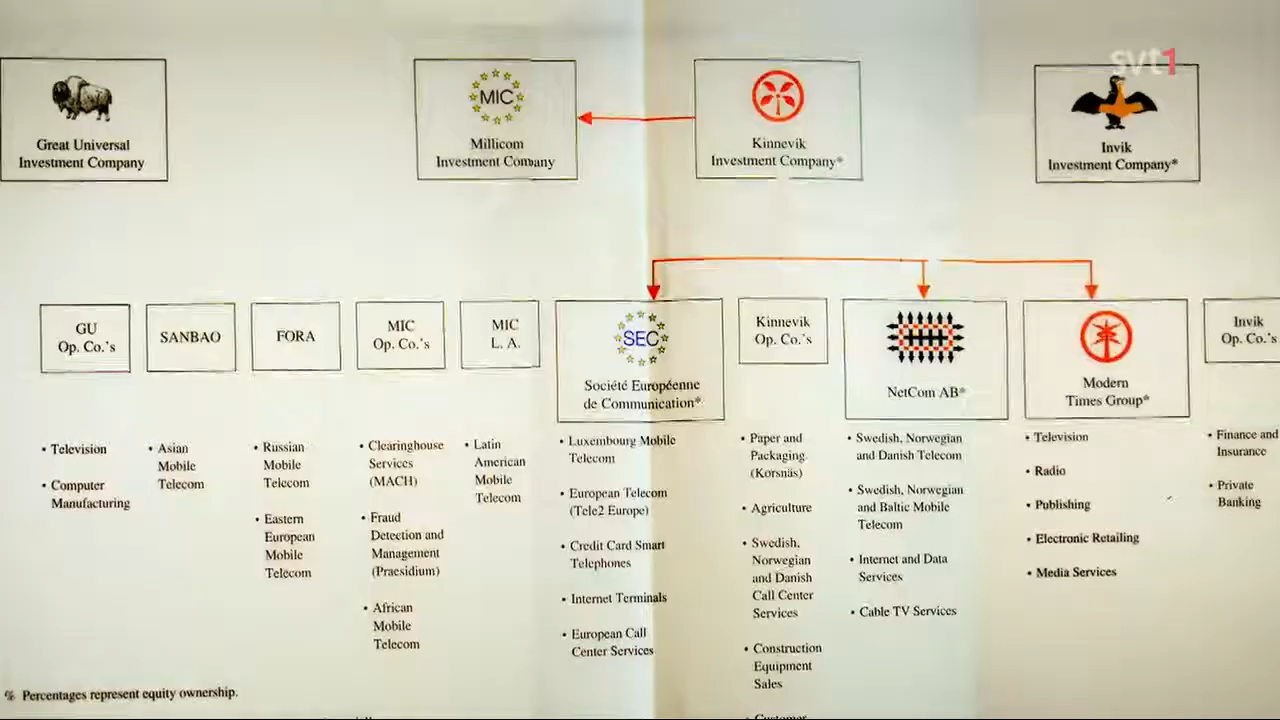 svt1
Great Universal
Investment Company
MIC
Millicom
Investment Company
Kinnevik
Investment Company*
Invik
Investment Company*
GU
Op. Co.'s
SANBAO
FORA
MIC
Op. Co.'s
MIC
L. A.
SEC
Société Européenne
de Communication*
Kinnevik
Op. Co.'s
NetCom AB*
Modern
Times Group*
Invik
Op. Co.'s
• Television
• Computer
Manufacturing
• Asian
Mobile
Telecom
• Russian
Mobile
Telecom
• Eastern
European
Mobile
Telecom
• Clearinghouse
Services
(MACH)
• Fraud
Detection and
Management
(Praesidium)
• African
Mobile
Telecom
• Latin
American
Mobile
Telecom
• Luxembourg Mobile
Telecom
• European Telecom
(Tele2 Europe)
• Credit Card Smart
Telephones
• Internet Terminals
• European Call
Center Services
• Paper and
Packaging
(Korsnäs)
• Agriculture
• Swedish,
Norwegian
and Danish
Call Center
Services
• Construction
Equipment
Sales
• Customer
• Swedish, Norwegian
and Danish Telecom
• Swedish, Norwegian
and Baltic Mobile
Telecom
• Internet and Data
Services
• Cable TV Services
• Television
• Radio
• Publishing
• Electronic Retailing
• Media Services
• Finance and
Insurance
• Private
Banking
% Percentages represent equity ownership.